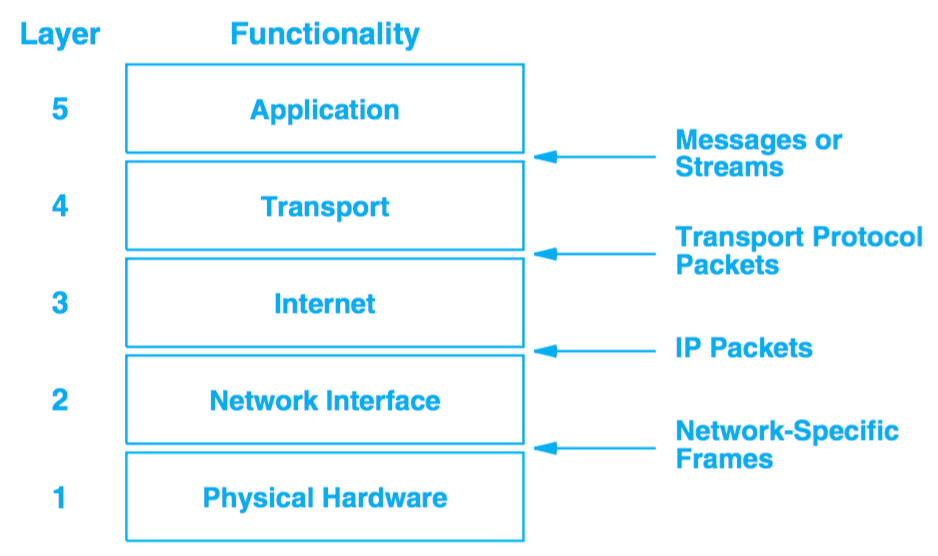 Layer Functionality
5 Application
Messages or
Streams
4 Transport
Transport Protocol
Packets
3 Internet
IP Packets
2 Network Interface
Network-Specific
Frames
1 Physical Hardware